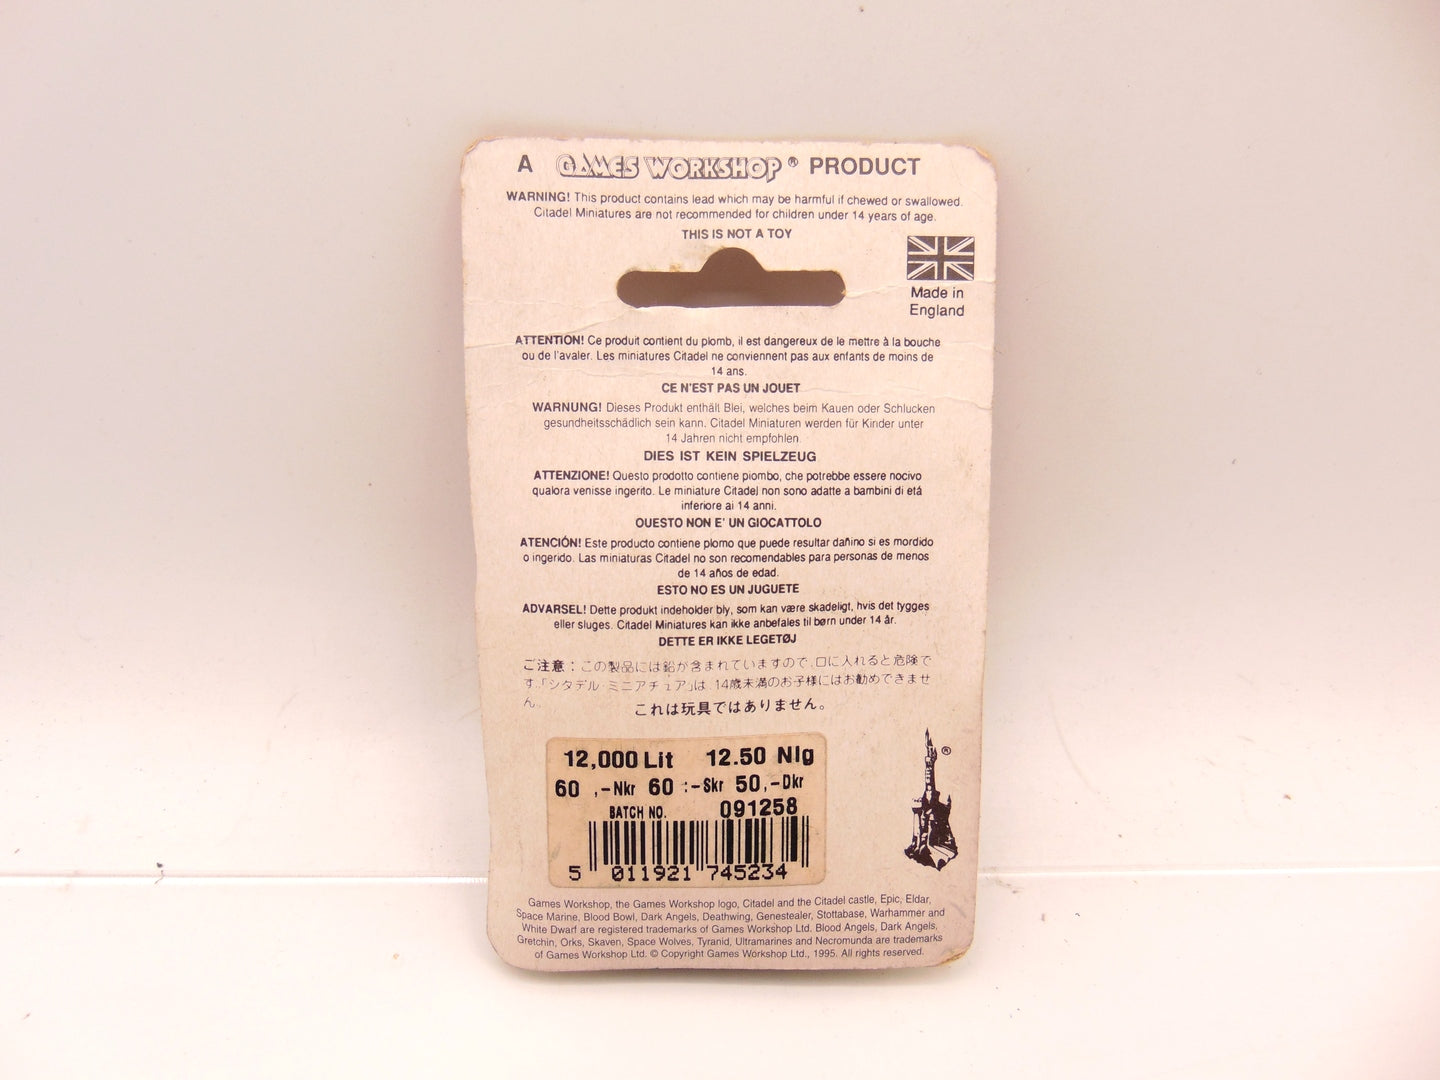 A GAMES WORKSHOP® PRODUCT
WARNING! This product contains lead which may be harmful if chewed or swallowed.
Citadel Miniatures are not recommended for children under 14 years of age.
THIS IS NOT A TOY
Made in
England
ATTENTION! Ce produit contient du plomb, il est dangereux de le mettre à la bouche
ou de l'avaler. Les miniatures Citadel ne conviennent pas aux enfants de moins de
14 ans.
CE N'EST PAS UN JOUET
WARNUNG! Dieses Produkt enthält Blei, welches beim Kauen oder Schlucken
gesundheitsschädlich sein kann. Citadel Miniaturen werden für Kinder unter
14 Jahren nicht empfohlen.
DIES IST KEIN SPIELZEUG
ATTENZIONE! Questo prodotto contiene piombo, che potrebbe essere nocivo
qualora venisse ingerito. Le miniature Citadel non sono adatte a bambini di etá
inferiore ai 14 anni.
QUESTO NON E' UN GIOCATTOLO
ATENCIÓN! Este producto contiene plomo que puede resultar dañino si es mordido
o ingerido. Las miniaturas Citadel no son recomendables para personas de menos
de 14 años de edad.
ESTO NO ES UN JUGUETE
ADVARSEL! Dette produkt indeholder bly, som kan være skadeligt, hvis det tygges
eller sluges. Citadel Miniatures kan ikke anbefales til børn under 14 år.
DETTE ER IKKE LEGETØJ
ご注意：この製品には鉛が含まれていますので、口に入れると危険で
す。「シタデル・ミニアチュア」は、14歳未満のお子様にはお勧めできませ
ん。
これは玩具ではありません。
12,000 Lit 12.50 Nlg
60 ,-Nkr 60 :-Skr 50,-Dkr
BATCH NO. 091258
5 011921 745234
®
Games Workshop, the Games Workshop logo, Citadel and the Citadel castle, Epic, Eldar,
Space Marine, Blood Bowl, Dark Angels, Deathwing, Genestealer, Stottabase, Warhammer and
White Dwarf are registered trademarks of Games Workshop Ltd. Blood Angels, Dark Angels,
Gretchin, Orks, Skaven, Space Wolves, Tyranid, Ultramarines and Necromunda are trademarks
of Games Workshop Ltd. © Copyright Games Workshop Ltd., 1995. All rights reserved.